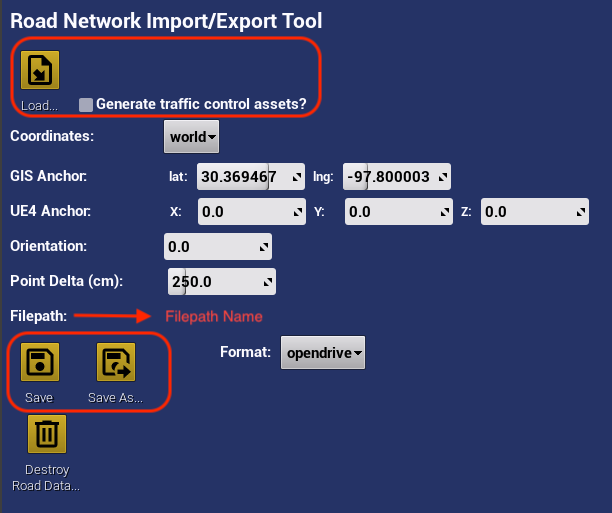 Road Network Import/Export Tool
Load...
Generate traffic control assets?
Coordinates: world
GIS Anchor: lat: 30.369467 lng: -97.800003
UE4 Anchor: X: 0.0 Y: 0.0 Z: 0.0
Orientation: 0.0
Point Delta (cm): 250.0
Filepath: Filepath Name
Format: opendrive
Save Save As...
Destroy
Road Data...